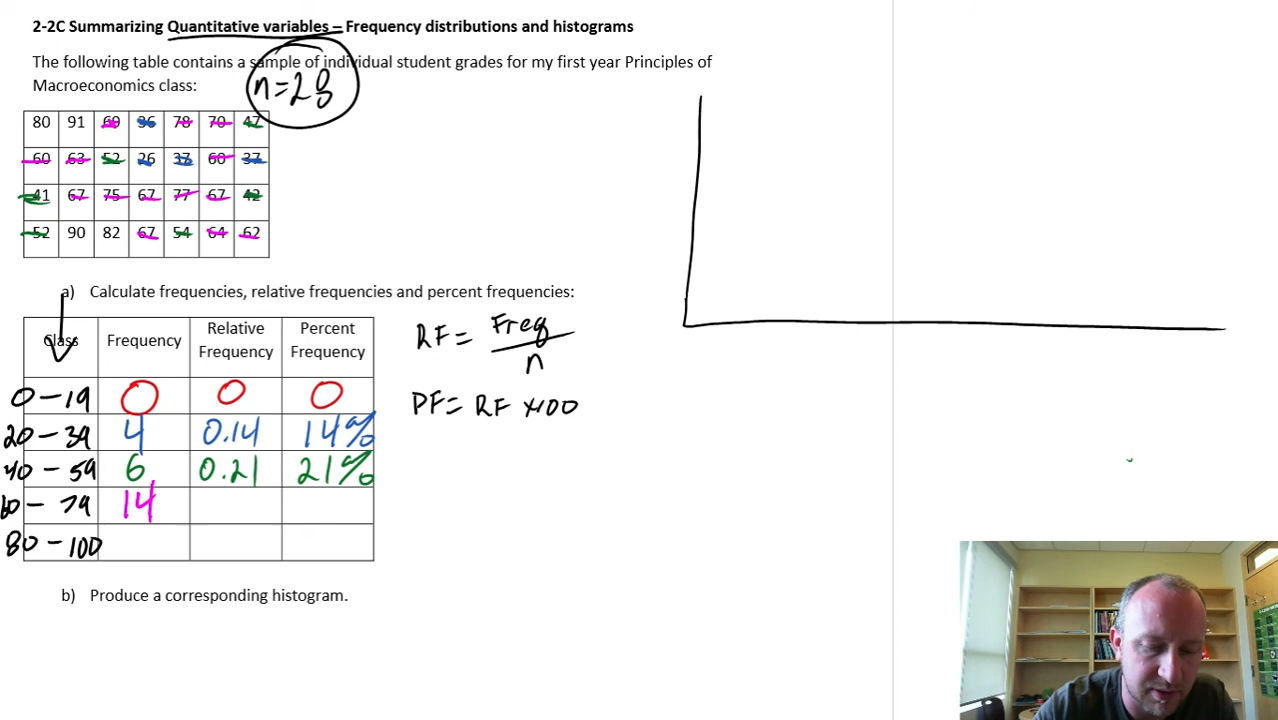 2-2C Summarizing Quantitative variables – Frequency distributions and histograms
The following table contains a sample of individual student grades for my first year Principles of
Macroeconomics class:
n=28
80 91 69 36 78 70 47
60 63 52 26 37 60 37
41 67 75 67 77 67 42
52 90 82 67 54 64 62
a) Calculate frequencies, relative frequencies and percent frequencies:
Class Frequency Relative Frequency Percent Frequency
0-19 0 0 0
20-39 4 0.14 14%
40-59 6 0.21 21%
60-79 14
80-100
RF= Freq
n
PF= RF ×100
b) Produce a corresponding histogram.